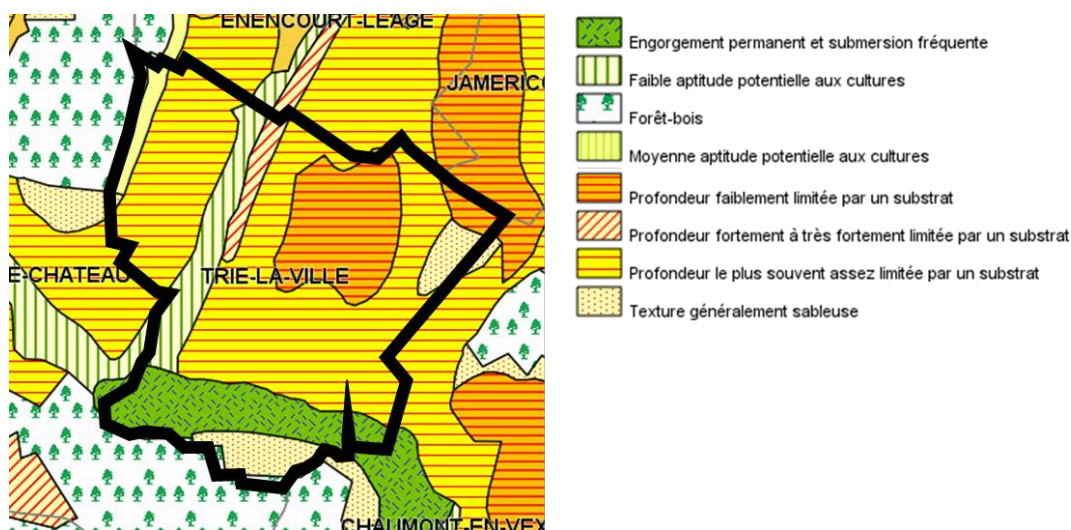 ENENCOURT-LEAGE
JAMERICO
E-CHATEAU
TRIE-LA-VILLE
CHAUMONT-EN-VEX
Engorgement permanent et submersion fréquente
Faible aptitude potentielle aux cultures
Forêt-bois
Moyenne aptitude potentielle aux cultures
Profondeur faiblement limitée par un substrat
Profondeur fortement à très fortement limitée par un substrat
Profondeur le plus souvent assez limitée par un substrat
Texture généralement sableuse